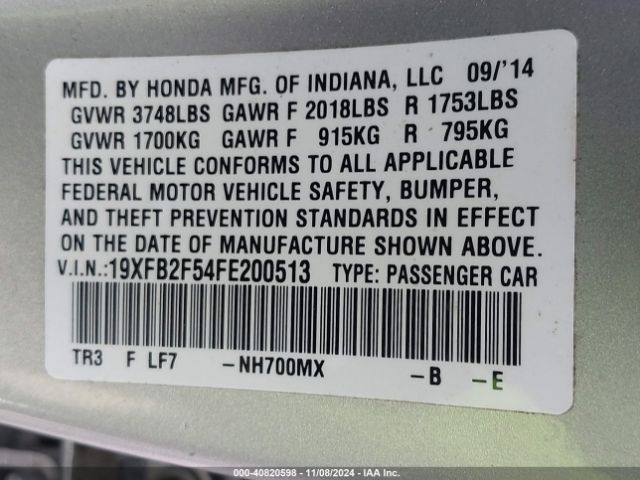 MFD. BY HONDA MFG. OF INDIANA, LLC 09/'14
GVWR 3748LBS GAWR F 2018LBS R 1753LBS
GVWR 1700KG GAWR F 915KG R 795KG
THIS VEHICLE CONFORMS TO ALL APPLICABLE
FEDERAL MOTOR VEHICLE SAFETY, BUMPER,
AND THEFT PREVENTION STANDARDS IN EFFECT
ON THE DATE OF MANUFACTURE SHOWN ABOVE.
V.I.N.:19XFB2F54FE200513 TYPE: PASSENGER CAR
TR3 F LF7 -NH700MX -B -E
000-40820598 - 11/08/2024 - IAA Inc.